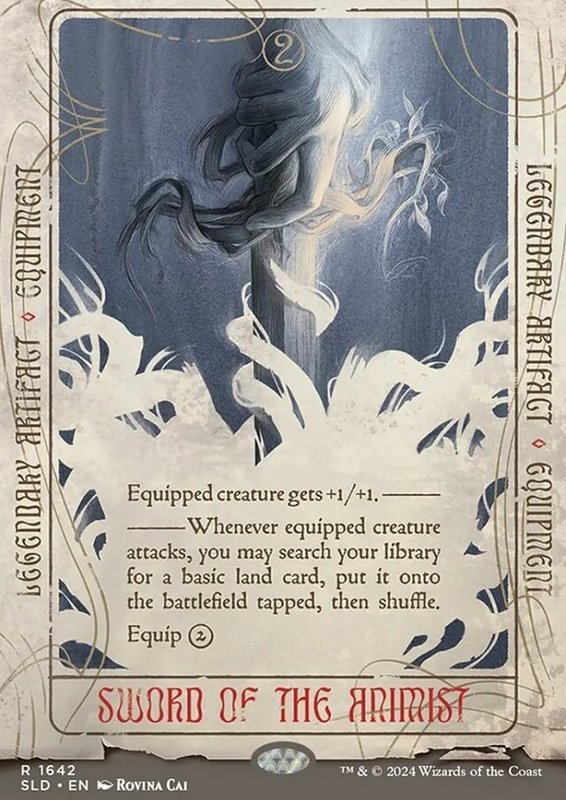 2
LEGENDARY ARTIFACT ♦ EQUIPMENT
LEGENDARY ARTIFACT ♦ EQUIPMENT
Equipped creature gets +1/+1.
Whenever equipped creature
attacks, you may search your library
for a basic land card, put it onto
the battlefield tapped, then shuffle.
Equip 2
SWORD OF THE ANIMIST
R 1642
SLD • EN Rovina Cai
™ & © 2024 Wizards of the Coast